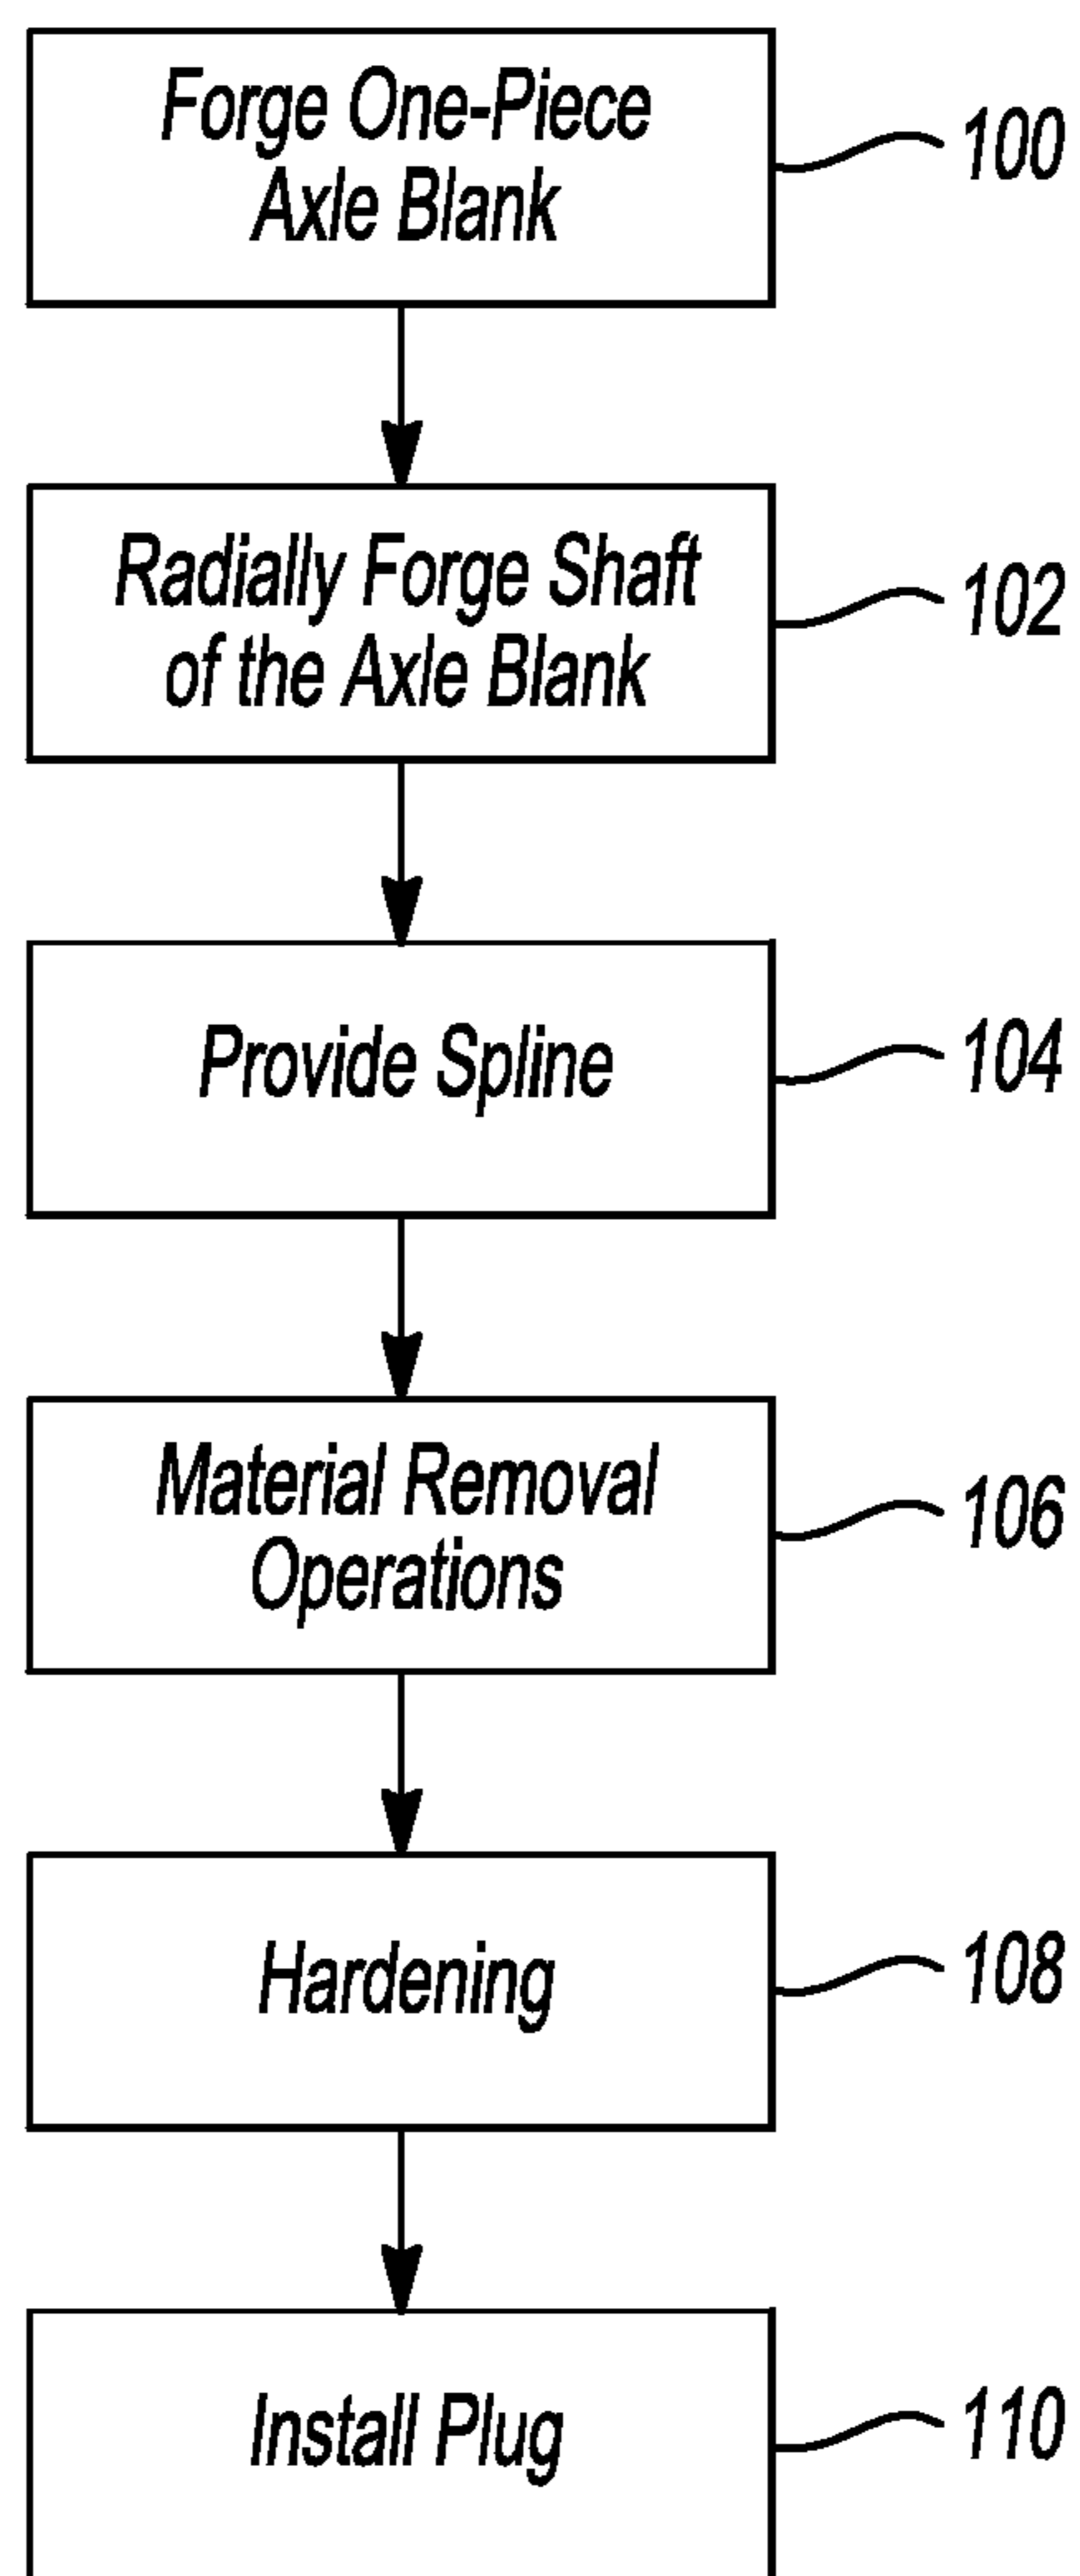 Forge One-Piece
Axle Blank
100
Radially Forge Shaft
of the Axle Blank
102
Provide Spline
104
Material Removal
Operations
106
Hardening
108
Install Plug
110